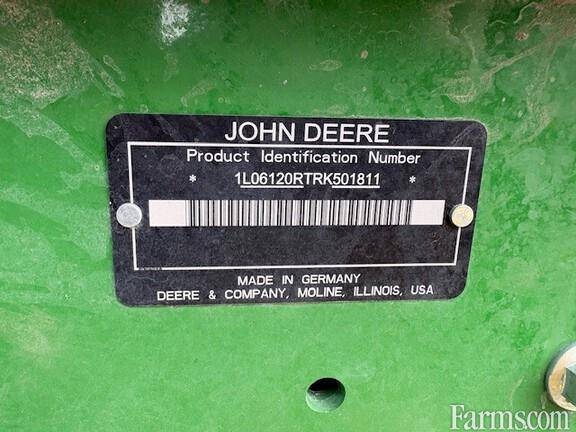 JOHN DEERE
Product Identification Number
* 1L06120RTRK501811 *
MADE IN GERMANY
DEERE & COMPANY, MOLINE, ILLINOIS, USA
Farms.com